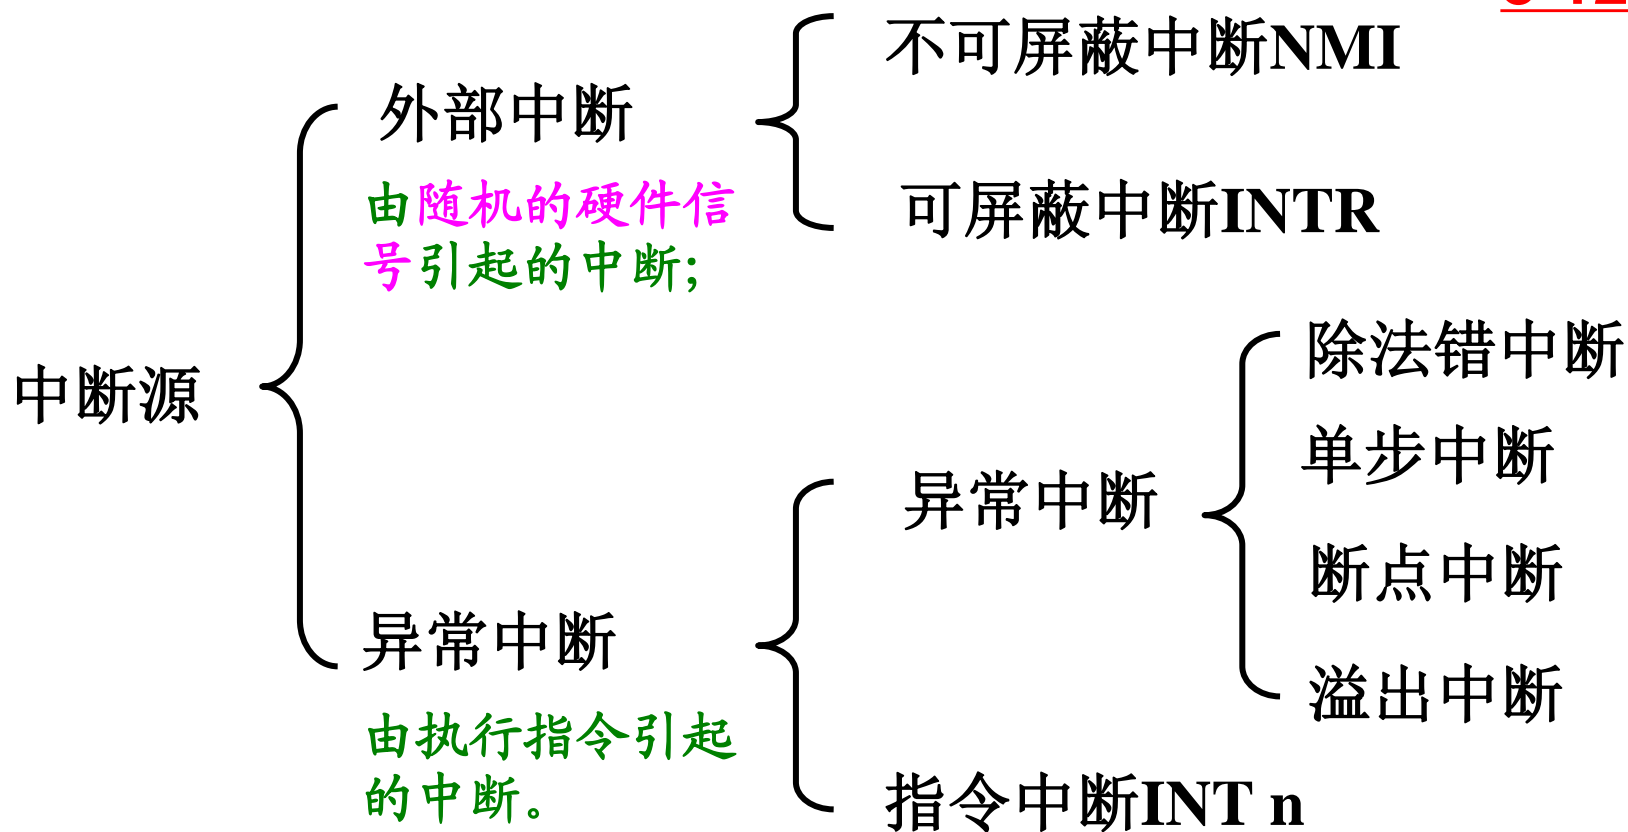 不可屏蔽中断NMI
外部中断
由随机的硬件信
号引起的中断;
可屏蔽中断INTR
中断源
除法错中断
单步中断
异常中断
断点中断
溢出中断
异常中断
由执行指令引起
的中断。
指令中断INT n